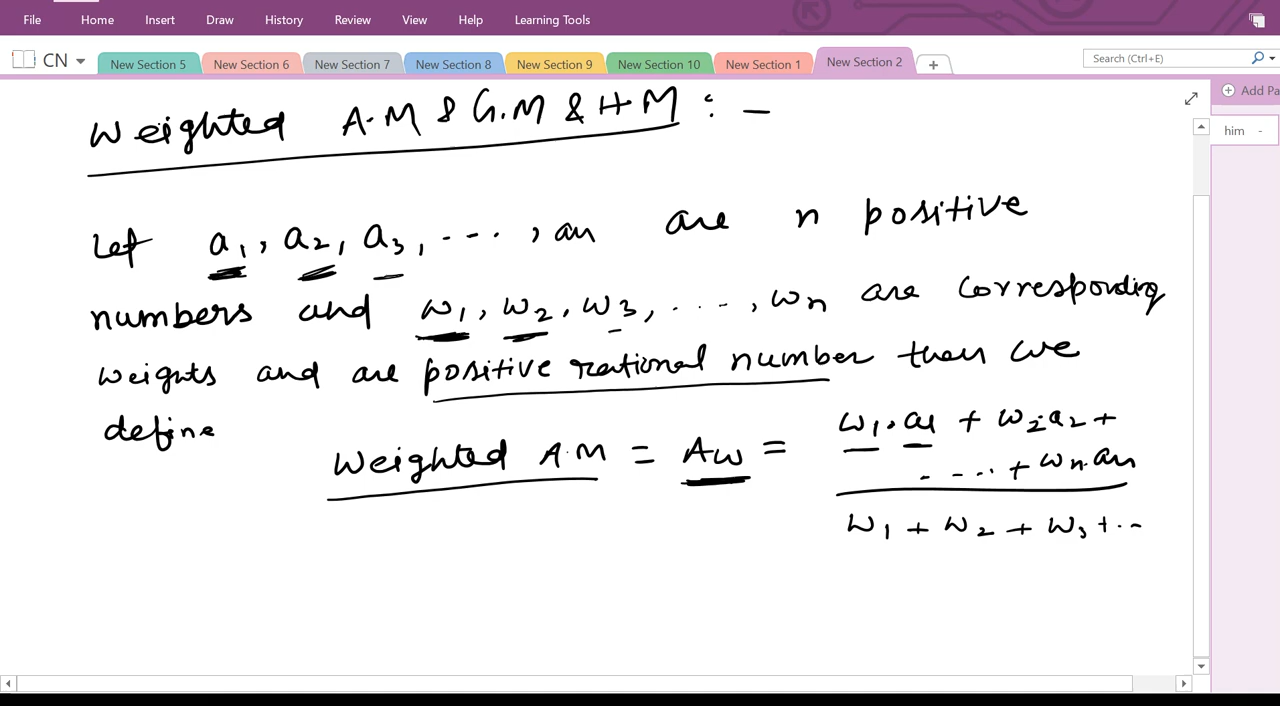 File Home Insert Draw History Review View Help Learning Tools
CN New Section 5 New Section 6 New Section 7 New Section 8 New Section 9 New Section 10 New Section 1 New Section 2 + Search (Ctrl+E)
Add Pa
him -
Weighted A.M & G.M & H M : -
Let a1, a2, a3, ...., an are n positive
numbers and w1, w2, w3, ...., wn are corresponding
weights and are positive rational number then we
define
Weighted A.M = Aw = w1.a1 + w2a2 +
.... + wn.an
w1 + w2 + w3 + ..